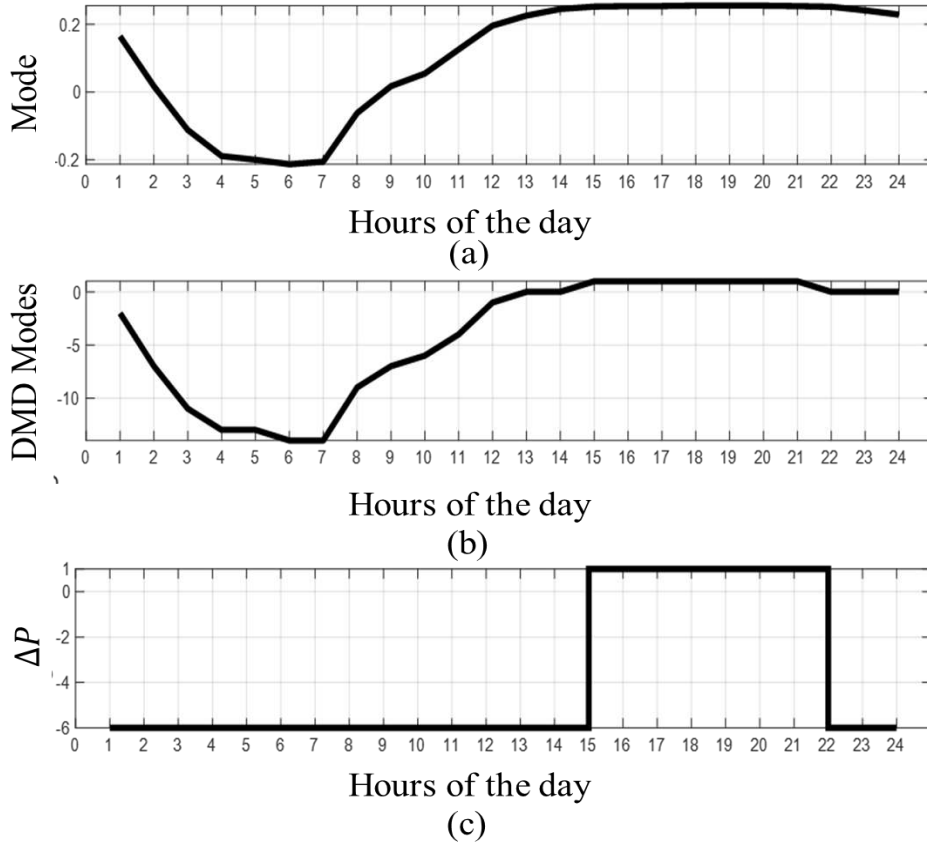 Mode
0.2
0
-0.2
0 1 2 3 4 5 6 7 8 9 10 11 12 13 14 15 16 17 18 19 20 21 22 23 24
Hours of the day
(a)
DMD Modes
0
-5
-10
0 1 2 3 4 5 6 7 8 9 10 11 12 13 14 15 16 17 18 19 20 21 22 23 24
Hours of the day
(b)
ΔP
1
0
-2
-4
-6
0 1 2 3 4 5 6 7 8 9 10 11 12 13 14 15 16 17 18 19 20 21 22 23 24
Hours of the day
(c)